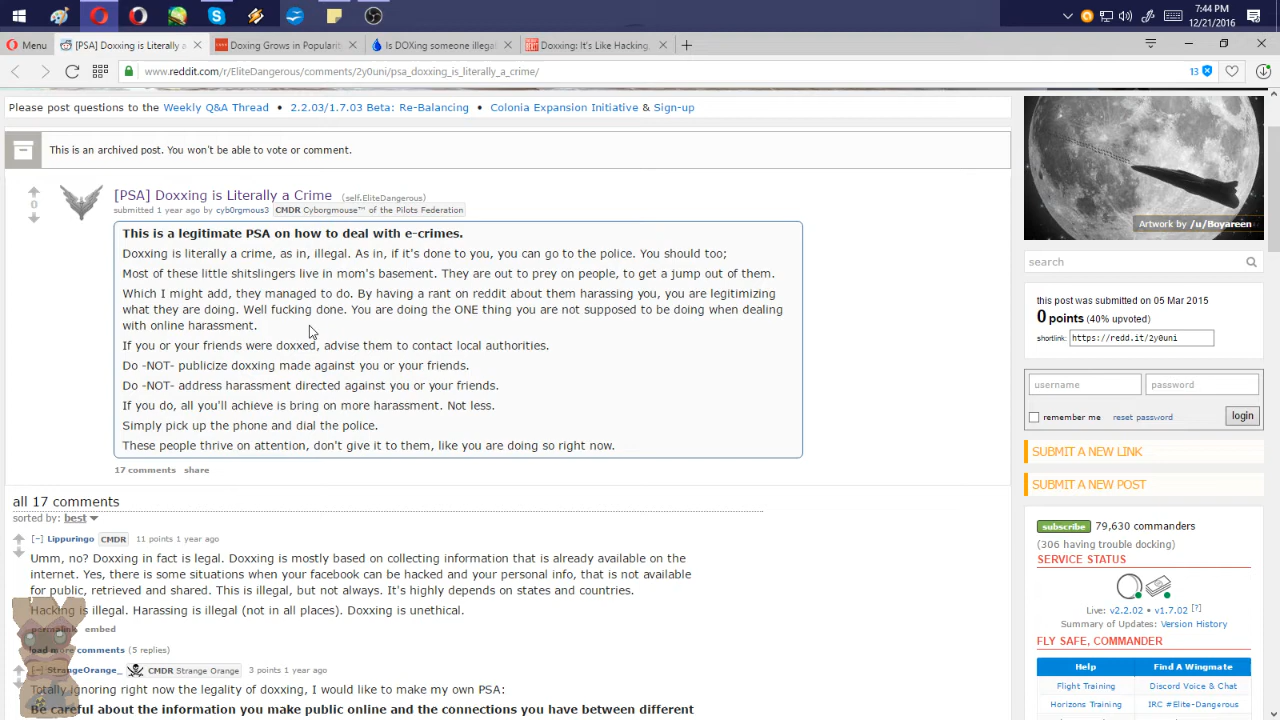 7:44 PM
12/21/2016
Menu
[PSA] Doxxing is Literally a
Doxing Grows in Popularit
Is DOXing someone illegal
Doxxing: It's Like Hacking,
www.reddit.com/r/EliteDangerous/comments/2y0uni/psa_doxxing_is_literally_a_crime/
13
Please post questions to the Weekly Q&A Thread • 2.2.03/1.7.03 Beta: Re-Balancing • Colonia Expansion Initiative & Sign-up
This is an archived post. You won't be able to vote or comment.
0
[PSA] Doxxing is Literally a Crime (self.EliteDangerous)
submitted 1 year ago by cyb0rgmous3 CMDR Cyborgmouse™ of the Pilots Federation
This is a legitimate PSA on how to deal with e-crimes.
Doxxing is literally a crime, as in, illegal. As in, if it's done to you, you can go to the police. You should too;
Most of these little shitslingers live in mom's basement. They are out to prey on people, to get a jump out of them.
Which I might add, they managed to do. By having a rant on reddit about them harassing you, you are legitimizing
what they are doing. Well fucking done. You are doing the ONE thing you are not supposed to be doing when dealing
with online harassment.
If you or your friends were doxxed, advise them to contact local authorities.
Do -NOT- publicize doxxing made against you or your friends.
Do -NOT- address harassment directed against you or your friends.
If you do, all you'll achieve is bring on more harassment. Not less.
Simply pick up the phone and dial the police.
These people thrive on attention, don't give it to them, like you are doing so right now.
17 comments share
all 17 comments
sorted by: best
[–] Lippuringo CMDR 11 points 1 year ago
Umm, no? Doxxing in fact is legal. Doxxing is mostly based on collecting information that is already available on the
internet. Yes, there is some situations when your facebook can be hacked and your personal info, that is not available
for public, retrieved and shared. This is illegal, but not always. It's highly depends on states and countries.
Hacking is illegal. Harassing is illegal (not in all places). Doxxing is unethical.
permalink embed
load more comments (5 replies)
[–] StrangeOrange_ CMDR Strange Orange 3 points 1 year ago
Totally ignoring right now the legality of doxxing, I would like to make my own PSA:
Be careful about the information you make public online and the connections you have between different
Artwork by /u/Boyareen
search
this post was submitted on 05 Mar 2015
0 points (40% upvoted)
shortlink: https://redd.it/2y0uni
username
password
remember me reset password
login
SUBMIT A NEW LINK
SUBMIT A NEW POST
subscribe 79,630 commanders
(306 having trouble docking)
SERVICE STATUS
Live: v2.2.02 • v1.7.02 [?]
Summary of Updates: Version History
FLY SAFE, COMMANDER
Help
Find A Wingmate
Flight Training
Discord Voice & Chat
Horizons Training
IRC #Elite-Dangerous